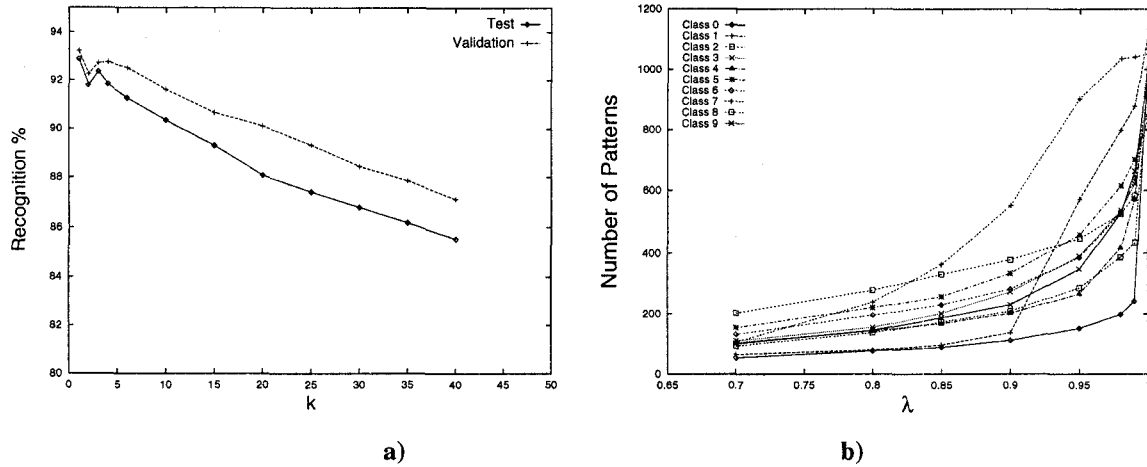 95
94
92
90
88
86
84
82
80
0
5
10
15
20
25
30
35
40
45
50
Recognition %
k
Test
Validation
a)
1200
1000
800
600
400
200
0
0.65
0.7
0.8
0.85
0.9
0.95
Number of Patterns
λ
Class 0
Class 1
Class 2
Class 3
Class 4
Class 5
Class 6
Class 7
Class 8
Class 9
b)